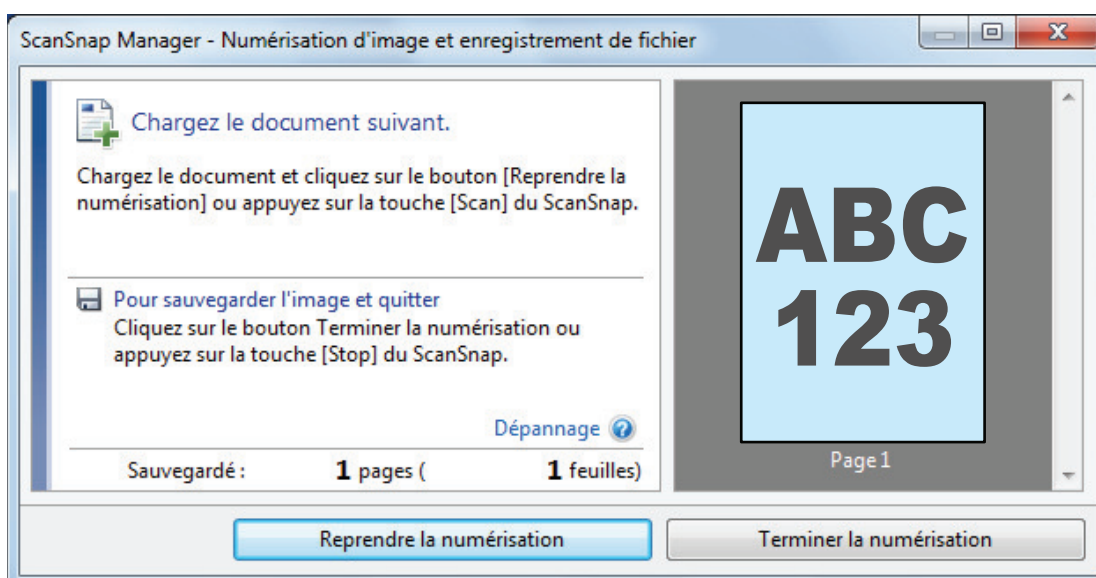 ScanSnap Manager - Numérisation d'image et enregistrement de fichier
Chargez le document suivant.
Chargez le document et cliquez sur le bouton [Reprendre la
numérisation] ou appuyez sur la touche [Scan] du ScanSnap.
Pour sauvegarder l'image et quitter
Cliquez sur le bouton Terminer la numérisation ou
appuyez sur la touche [Stop] du ScanSnap.
Dépannage
Sauvegardé : 1 pages ( 1 feuilles)
ABC
123
Page 1
Reprendre la numérisation
Terminer la numérisation